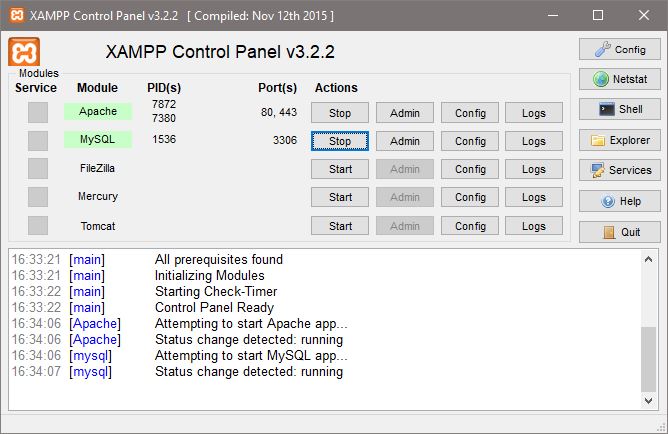 XAMPP Control Panel v3.2.2 [ Compiled: Nov 12th 2015 ]
XAMPP Control Panel v3.2.2
Config
Modules
Service Module PID(s) Port(s) Actions
Netstat
Apache 7872 7380 80, 443 Stop Admin Config Logs
Shell
MySQL 1536 3306 Stop Admin Config Logs
Explorer
FileZilla Start Admin Config Logs
Services
Mercury Start Admin Config Logs
Help
Tomcat Start Admin Config Logs
Quit
16:33:21 [main] All prerequisites found
16:33:21 [main] Initializing Modules
16:33:22 [main] Starting Check-Timer
16:33:22 [main] Control Panel Ready
16:34:06 [Apache] Attempting to start Apache app...
16:34:06 [Apache] Status change detected: running
16:34:06 [mysql] Attempting to start MySQL app...
16:34:07 [mysql] Status change detected: running